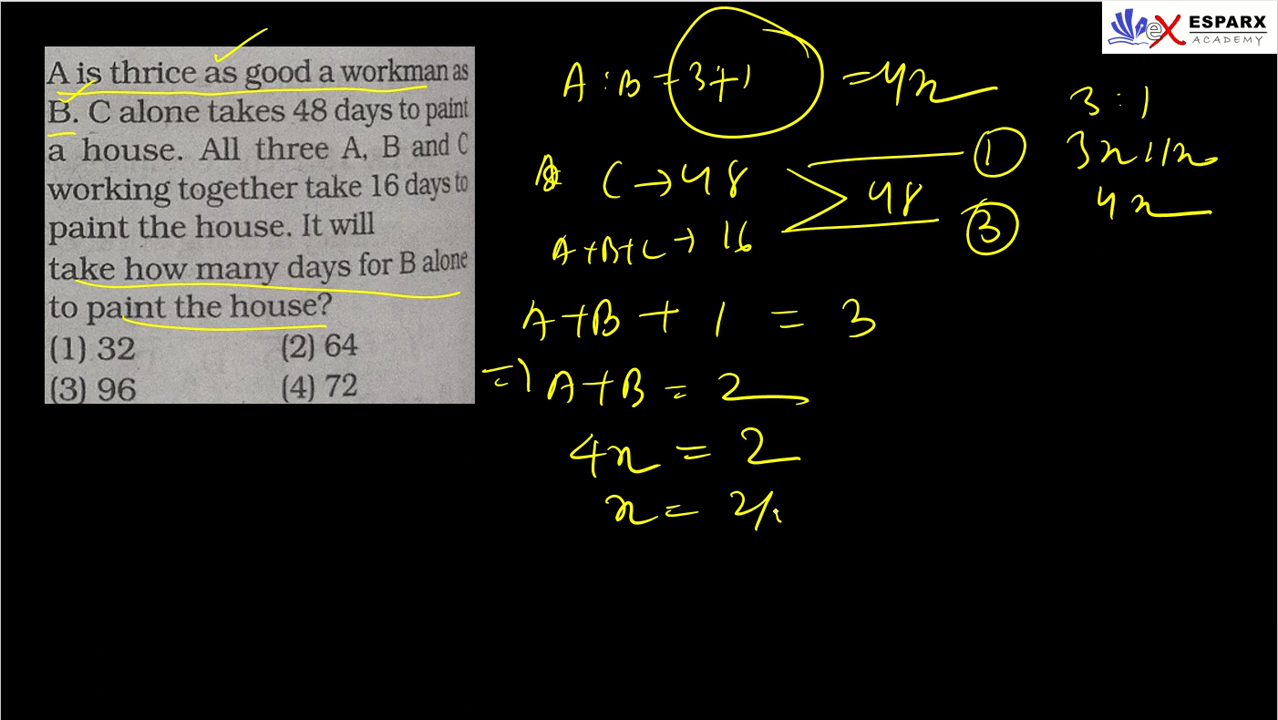 A is thrice as good a workman as
B. C alone takes 48 days to paint
a house. All three A, B and C
working together take 16 days to
paint the house. It will
take how many days for B alone
to paint the house?
(1) 32 (2) 64
(3) 96 (4) 72
A : B = 3+1 = 4x
C → 48
A+B+C → 16
48
1
3
3 : 1
3x 1x
4x
A+B + 1 = 3
=) A+B = 2
4x = 2
x = 2/
eX ESPARX
ACADEMY